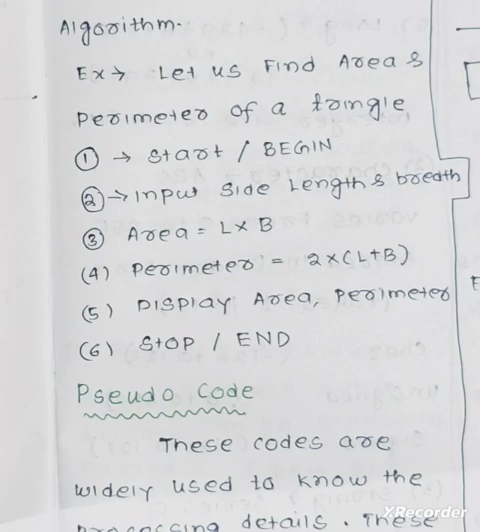 Algorithm.
Ex → Let us Find Area &
Perimeter of a tringle
① → Start / BEGIN
② → Input Side Length & breath
③ Area = L x B
(4) Perimeter = 2x(L+B)
(5) DISPLAY Area, Perimeter
(6) STOP / END
Pseudo Code
These codes are
widely used to know the
processing details. These
XRecorder